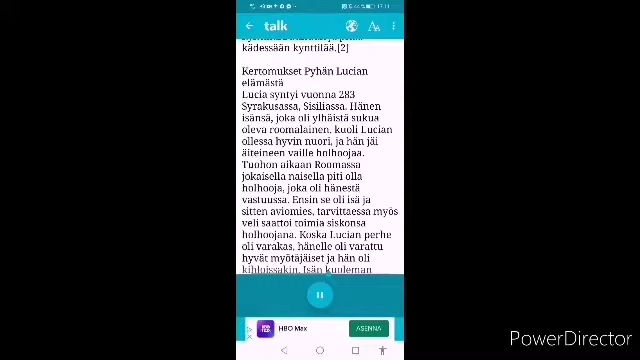 talk
kädessään kynttilää.[2]
Kertomukset Pyhän Lucian
elämästä
Lucia syntyi vuonna 283
Syrakusassa, Sisiliassa. Hänen
isänsä, joka oli ylhäistä sukua
oleva roomalainen, kuoli Lucian
ollessa hyvin nuori, ja hän jäi
äiteineen vaille holhoojaa.
Tuohon aikaan Roomassa
jokaisella naisella piti olla
holhooja, joka oli hänestä
vastuussa. Ensin se oli isä ja
sitten aviomies, tarvittaessa myös
veli saattoi toimia siskonsa
holhoojana. Koska Lucian perhe
oli varakas, hänelle oli varattu
hyvät myötäjäiset ja hän oli
kihloissakin. Isän kuoleman
HBO Max
ASENNA
PowerDirector